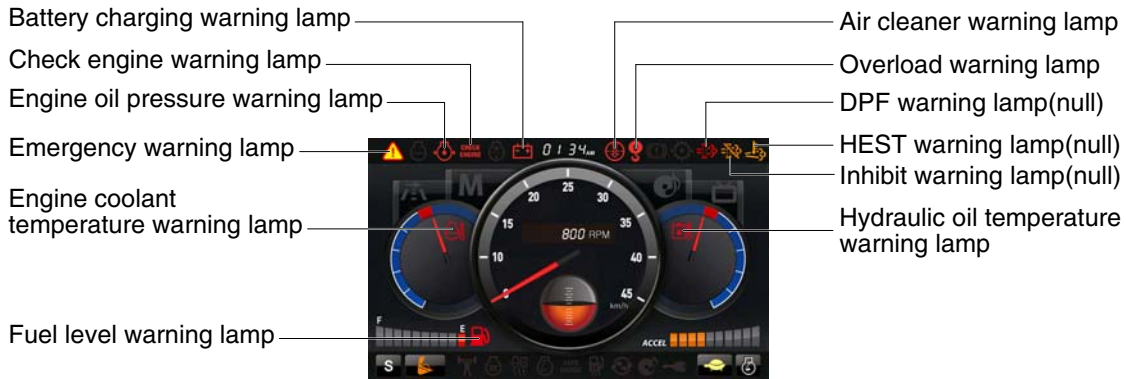 Battery charging warning lamp
Check engine warning lamp
Engine oil pressure warning lamp
Emergency warning lamp
Engine coolant
temperature warning lamp
Fuel level warning lamp
CHECK
ENGINE
01:34 AM
M
0
10
15
20
25
30
35
40
45
km/h
800 RPM
F
E
ACCEL
S
Air cleaner warning lamp
Overload warning lamp
DPF warning lamp(null)
HEST warning lamp(null)
Inhibit warning lamp(null)
Hydraulic oil temperature
warning lamp